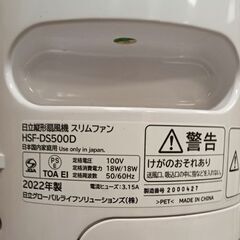 日立縦形扇風機 スリムファン
HSF-DS500D
日本国内家庭用 Use only in japan.
PS
E
TOA EI
定格電圧 100V
定格消費電力 18W/18W
定格周波数 50/60Hz
電流ヒューズ:3.15A
2022年製
日立グローバルライフソリューションズ(株)
警告
けがのおそれあり
製造番号 2000427
>PET< MADE IN CHINA